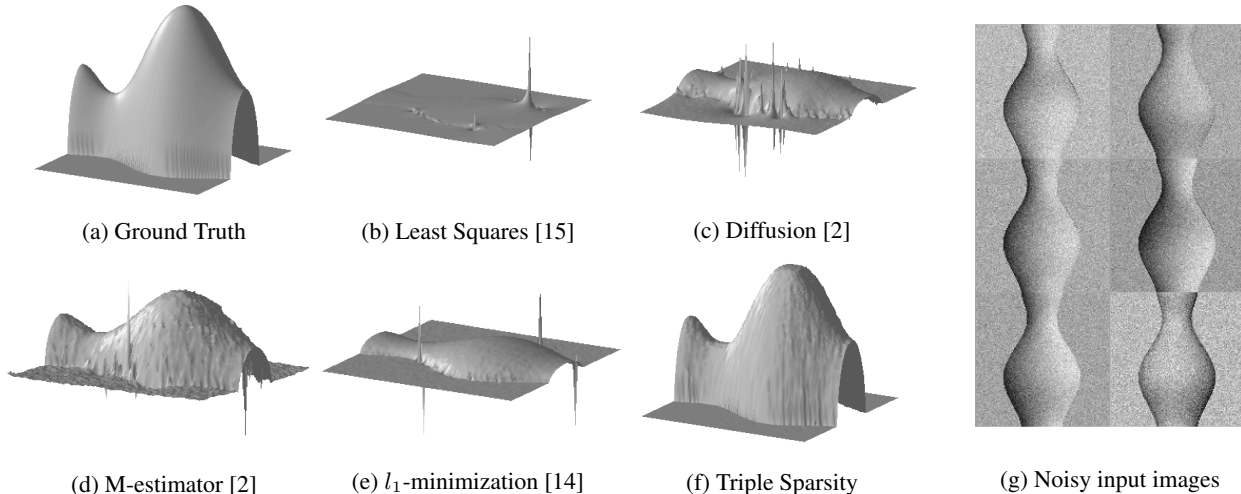 (a) Ground Truth
(b) Least Squares [15]
(c) Diffusion [2]
(d) M-estimator [2]
(e) l₁-minimization [14]
(f) Triple Sparsity
(g) Noisy input images